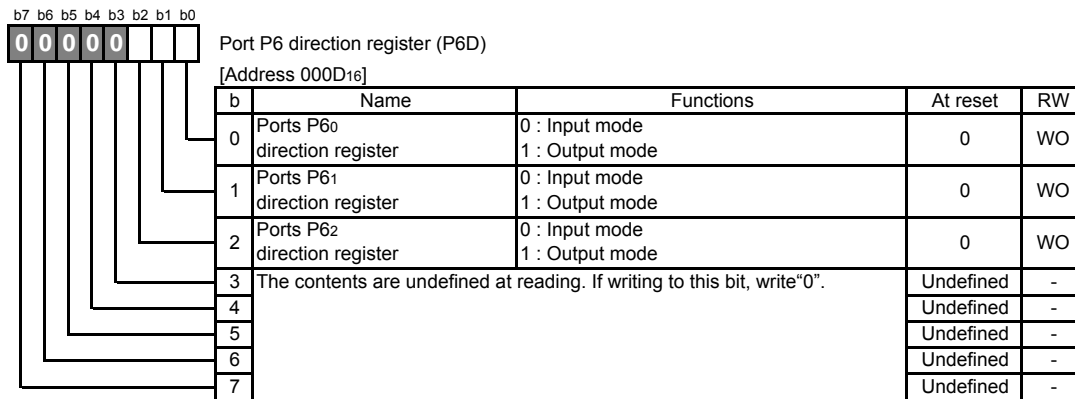 b7 b6 b5 b4 b3 b2 b1 b0
0 0 0 0 0
Port P6 direction register (P6D)
[Address 000D16]
b Name Functions At reset RW
0 Ports P60 direction register 0 : Input mode 0 WO
1 : Output mode
1 Ports P61 direction register 0 : Input mode 0 WO
1 : Output mode
2 Ports P62 direction register 0 : Input mode 0 WO
1 : Output mode
3 The contents are undefined at reading. If writing to this bit, write“0”. Undefined -
4 Undefined -
5 Undefined -
6 Undefined -
7 Undefined -